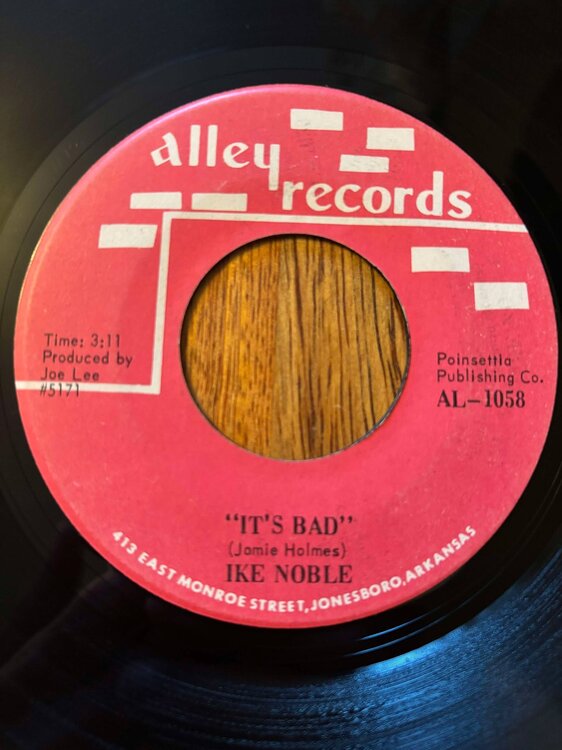 alley
records
Time: 3:11
Produced by
Joe Lee
#5171
Poinsettia
Publishing Co.
AL-1058
"IT'S BAD"
(Jamie Holmes)
IKE NOBLE
413 EAST MONROE STREET, JONESBORO, ARKANSAS